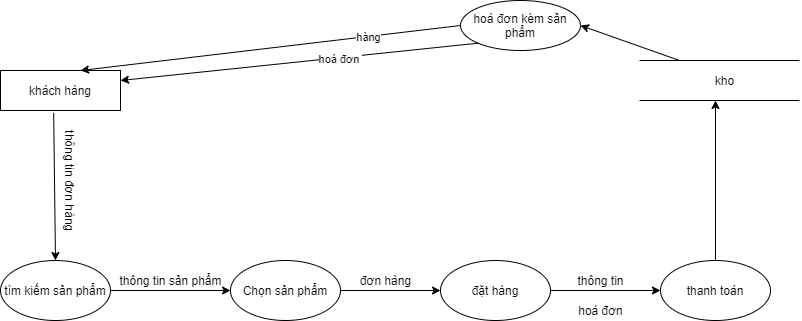 hoá đơn kèm sản
phẩm
hàng
hoá đơn
khách hàng
kho
thông tin đơn hàng
tìm kiếm sản phẩm
thông tin sản phẩm
Chọn sản phẩm
đơn hàng
đặt hàng
thông tin
hoá đơn
thanh toán